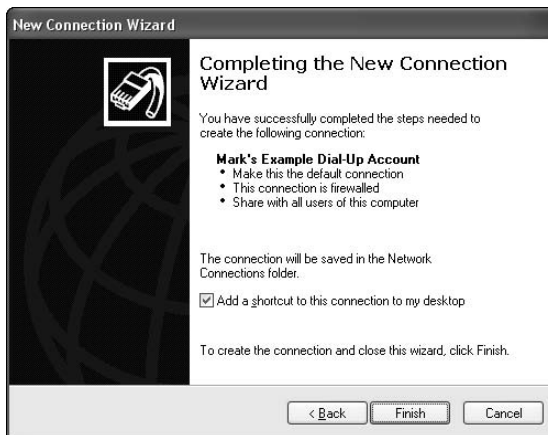 New Connection Wizard
Completing the New Connection
Wizard
You have successfully completed the steps needed to
create the following connection:
Mark's Example Dial-Up Account
• Make this the default connection
• This connection is firewalled
• Share with all users of this computer
The connection will be saved in the Network
Connections folder.
Add a shortcut to this connection to my desktop
To create the connection and close this wizard, click Finish.
< Back Finish Cancel